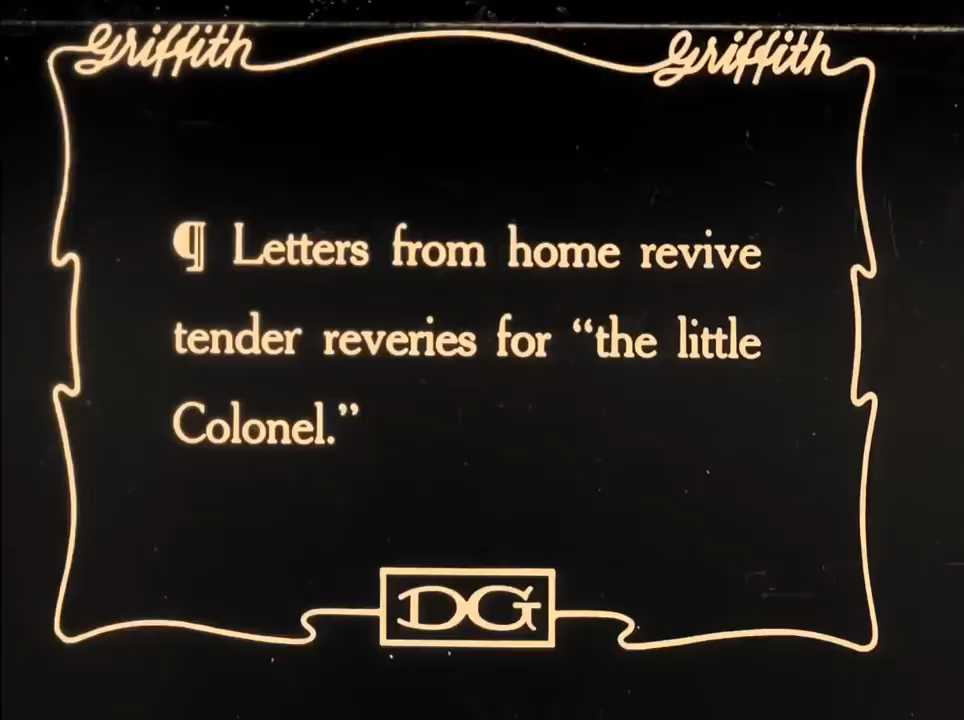 Griffith Griffith
¶ Letters from home revive
tender reveries for “the little
Colonel.”
DG